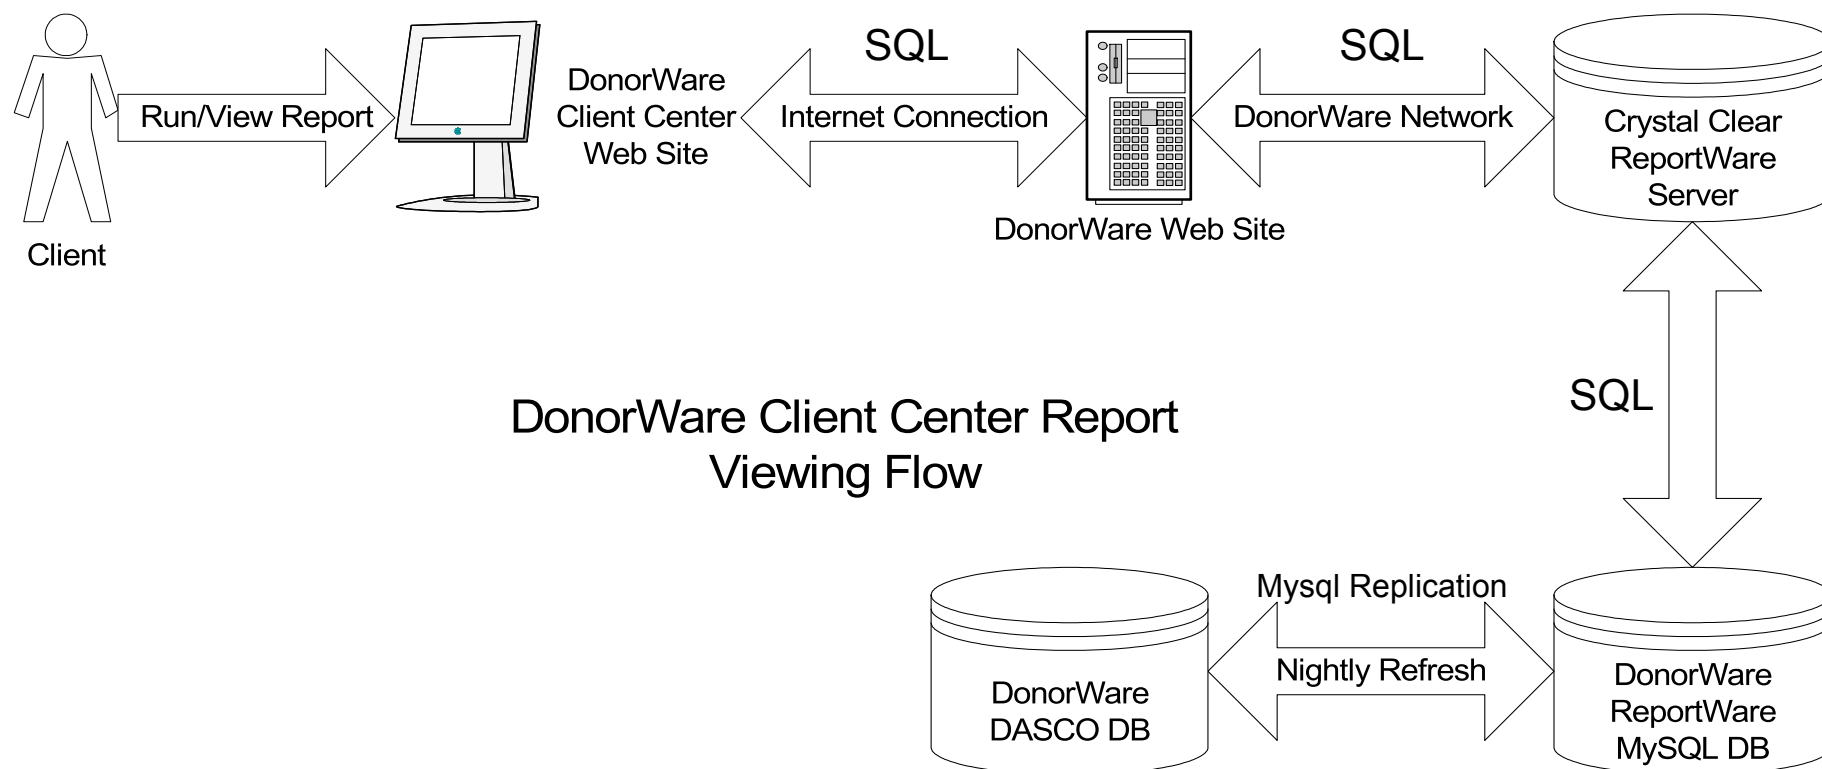 SQL
SQL
DonorWare
Client Center
Web Site
Run/View Report
Internet Connection
DonorWare Network
Crystal Clear
ReportWare
Server
DonorWare Web Site
Client
SQL
DonorWare Client Center Report
Viewing Flow
Mysql Replication
Nightly Refresh
DonorWare
DASCO DB
DonorWare
ReportWare
MySQL DB